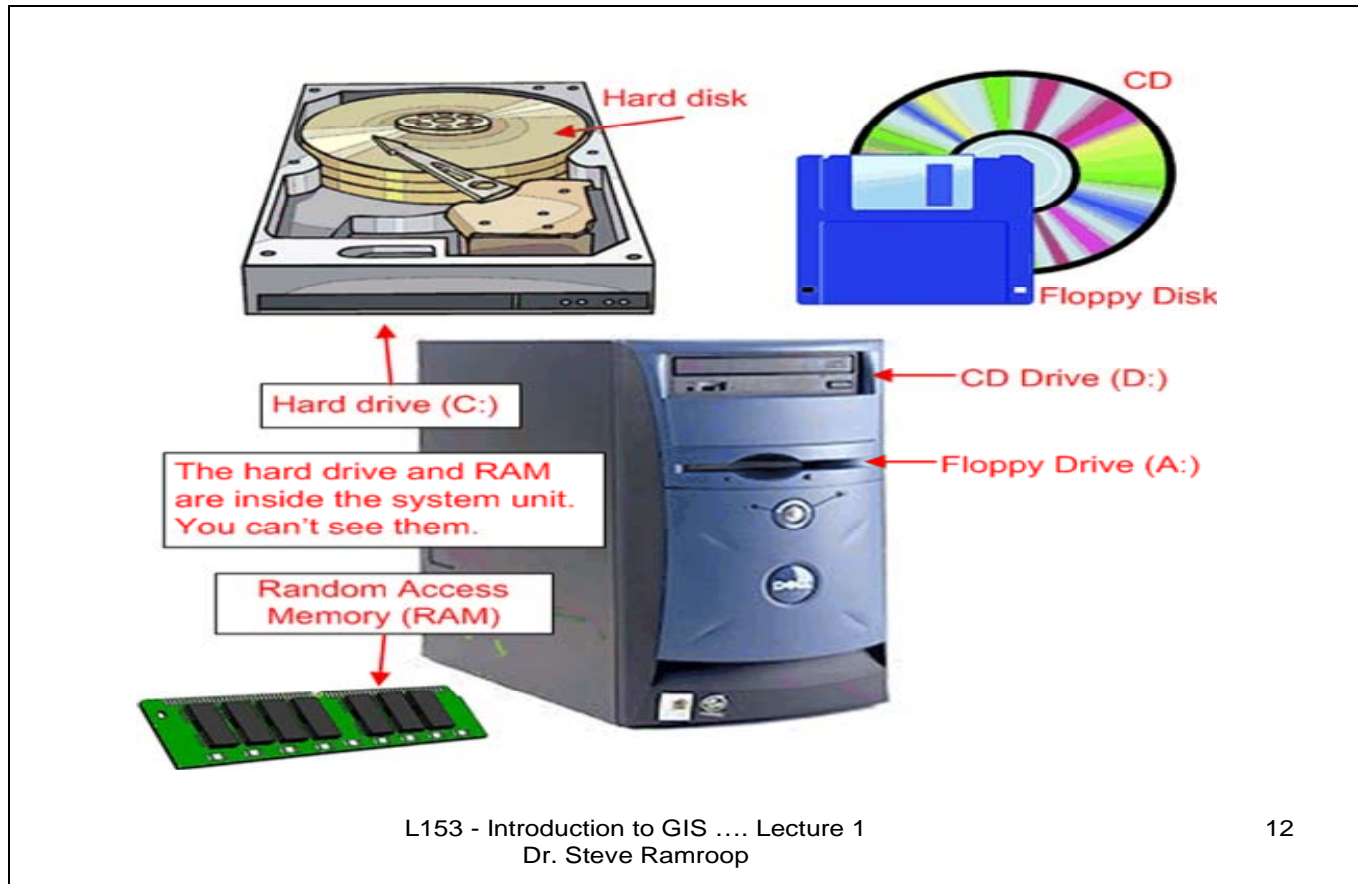 CD
Hard disk
Floppy Disk
CD Drive (D:)
Hard drive (C:)
Floppy Drive (A:)
The hard drive and RAM
are inside the system unit.
You can't see them.
DELL
Random Access
Memory (RAM)
L153 - Introduction to GIS …. Lecture 1
12
Dr. Steve Ramroop